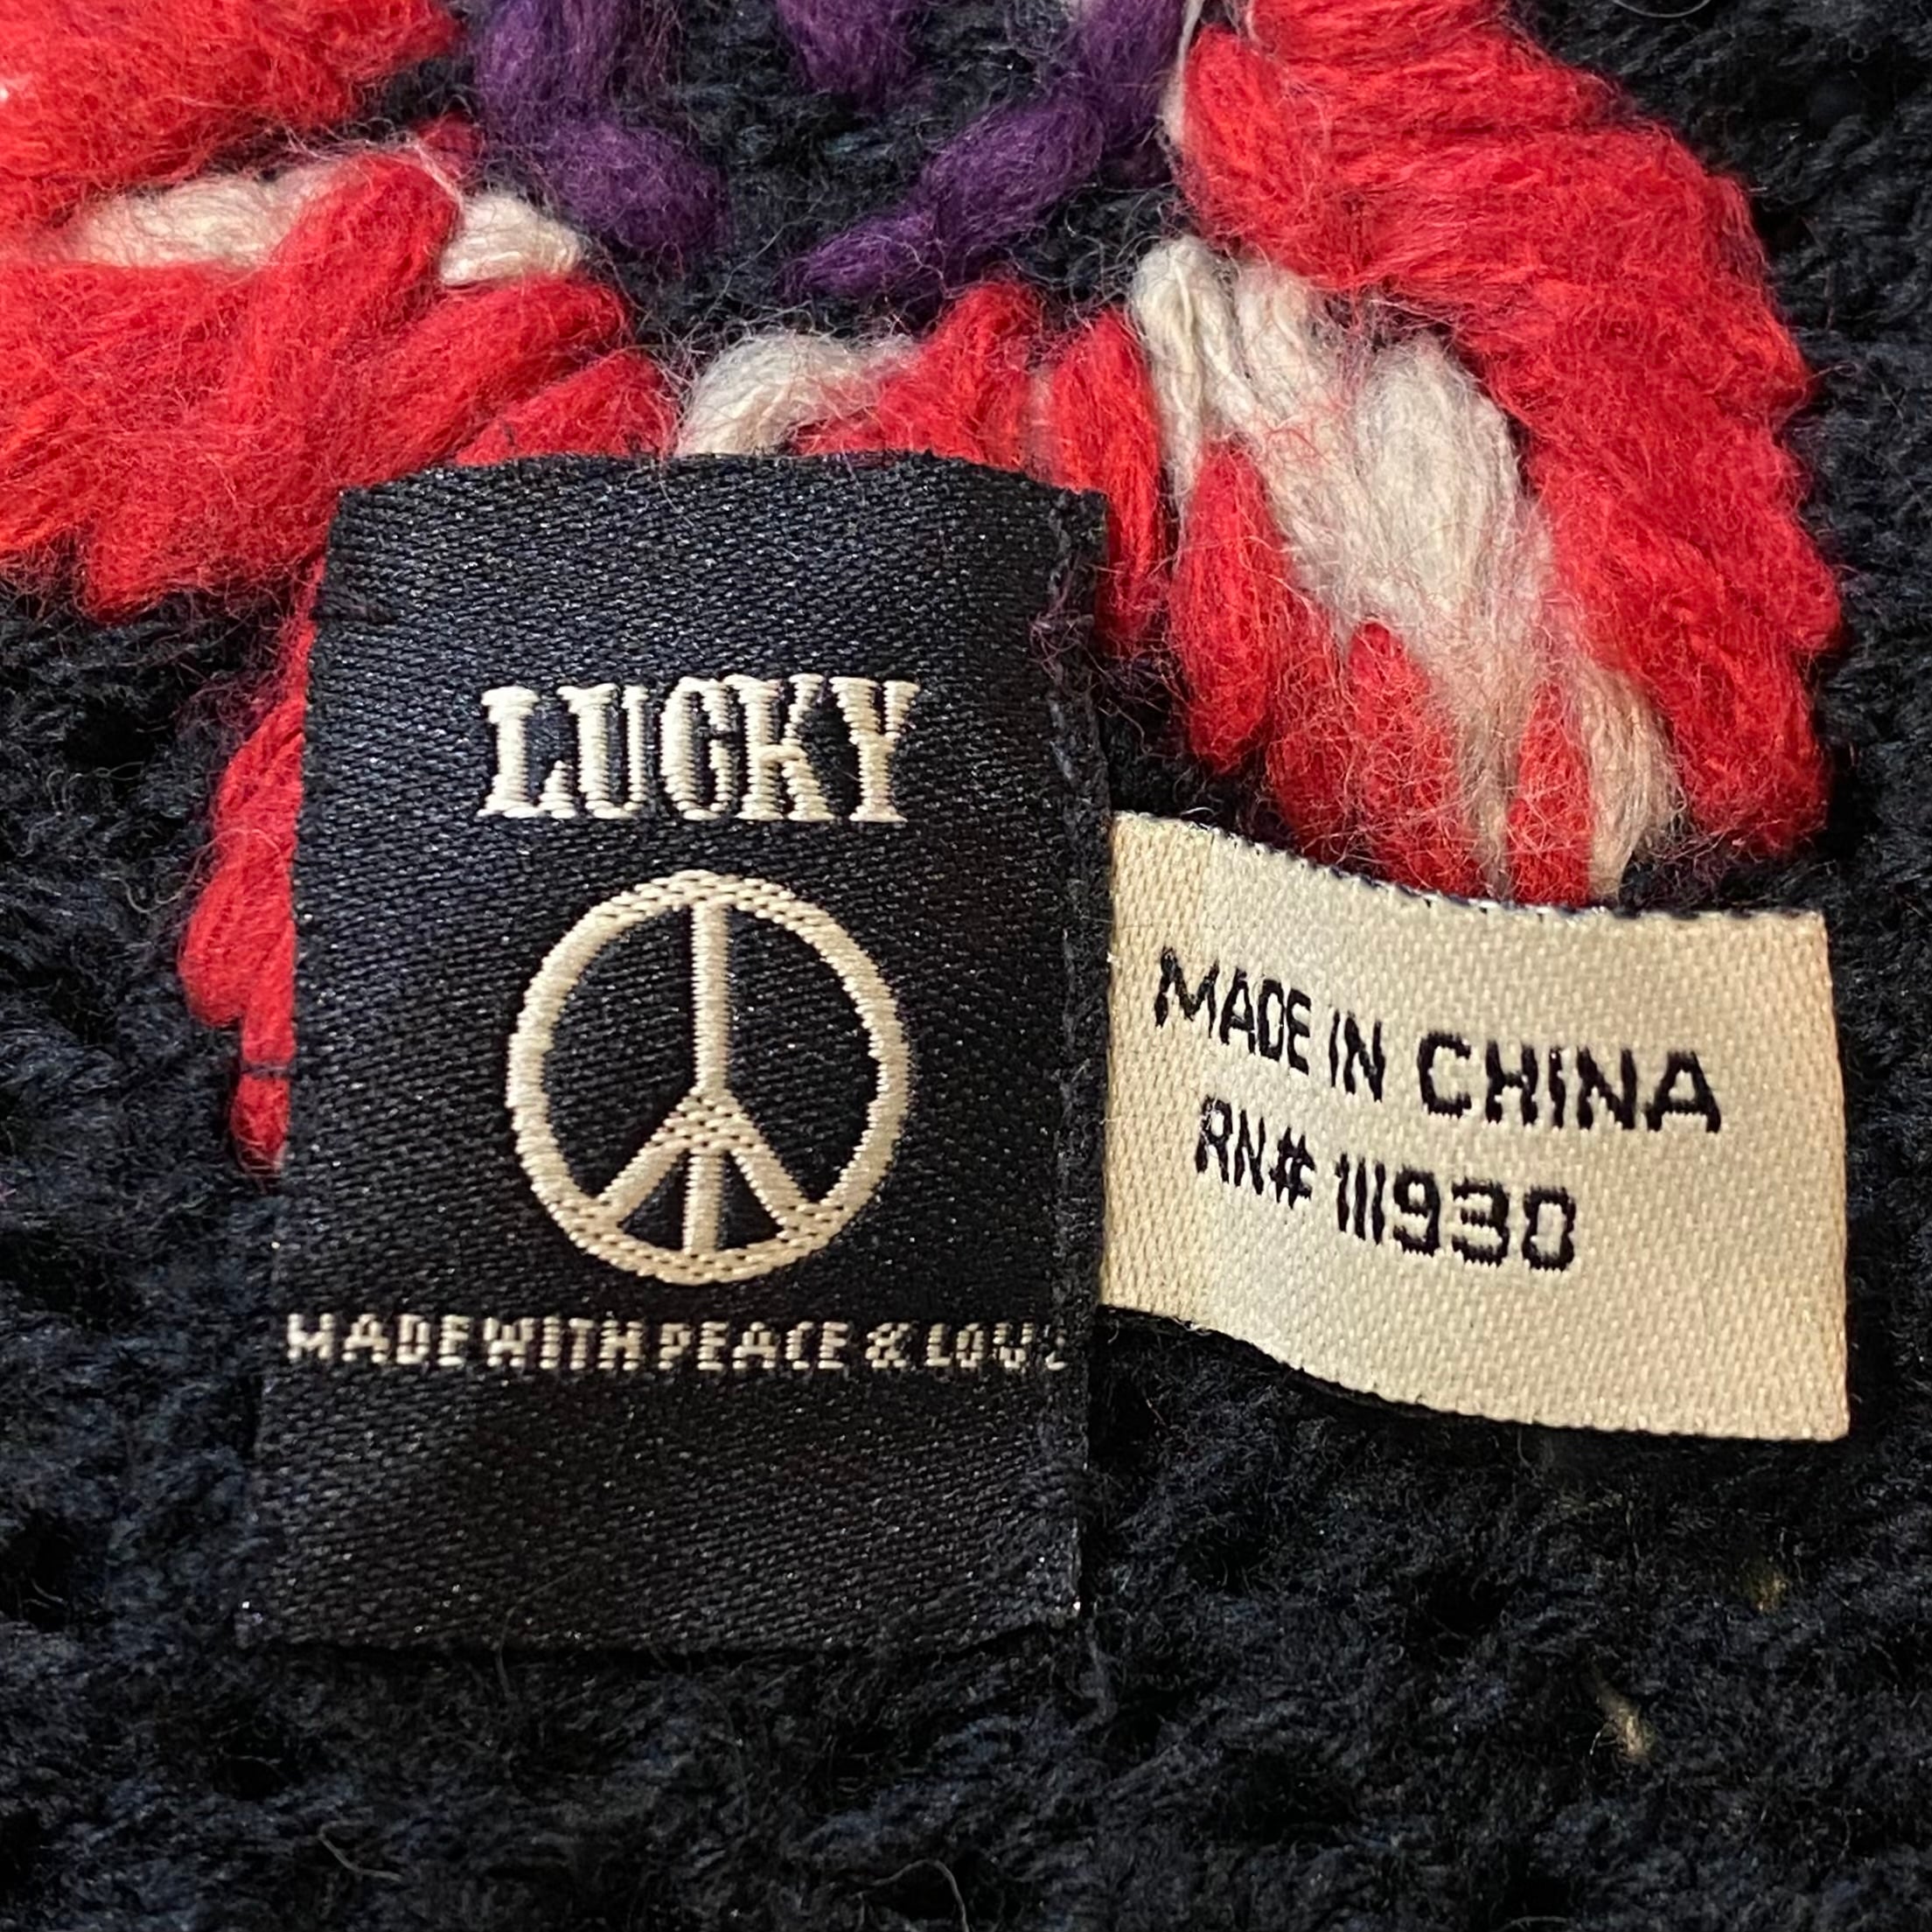 LUCKY
MADE WITH PEACE & LOVE
MADE IN CHINA
RN# 111930